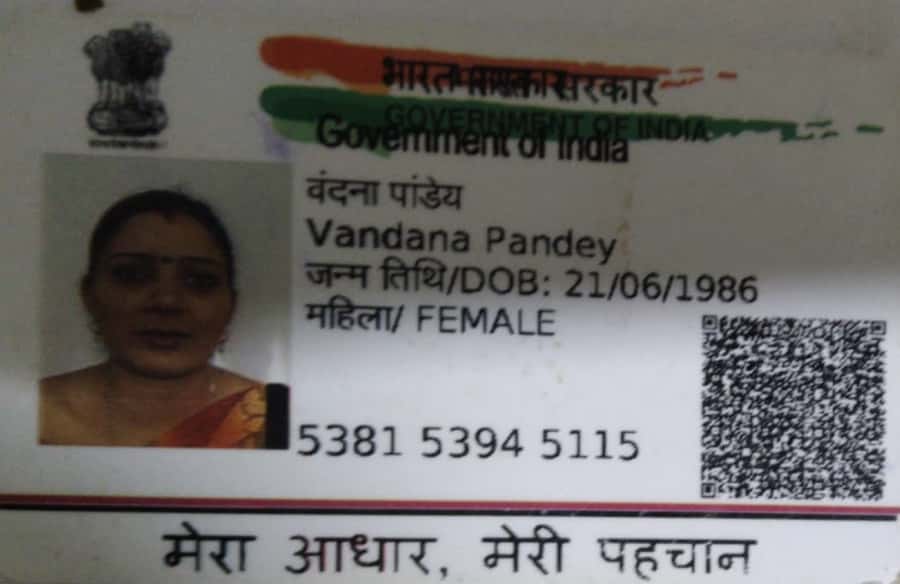 भारत सरकार
GOVERNMENT OF INDIA
Government of India
वंदना पांडेय
Vandana Pandey
जन्म तिथि/DOB: 21/06/1986
महिला/ FEMALE
5381 5394 5115
मेरा आधार, मेरी पहचान